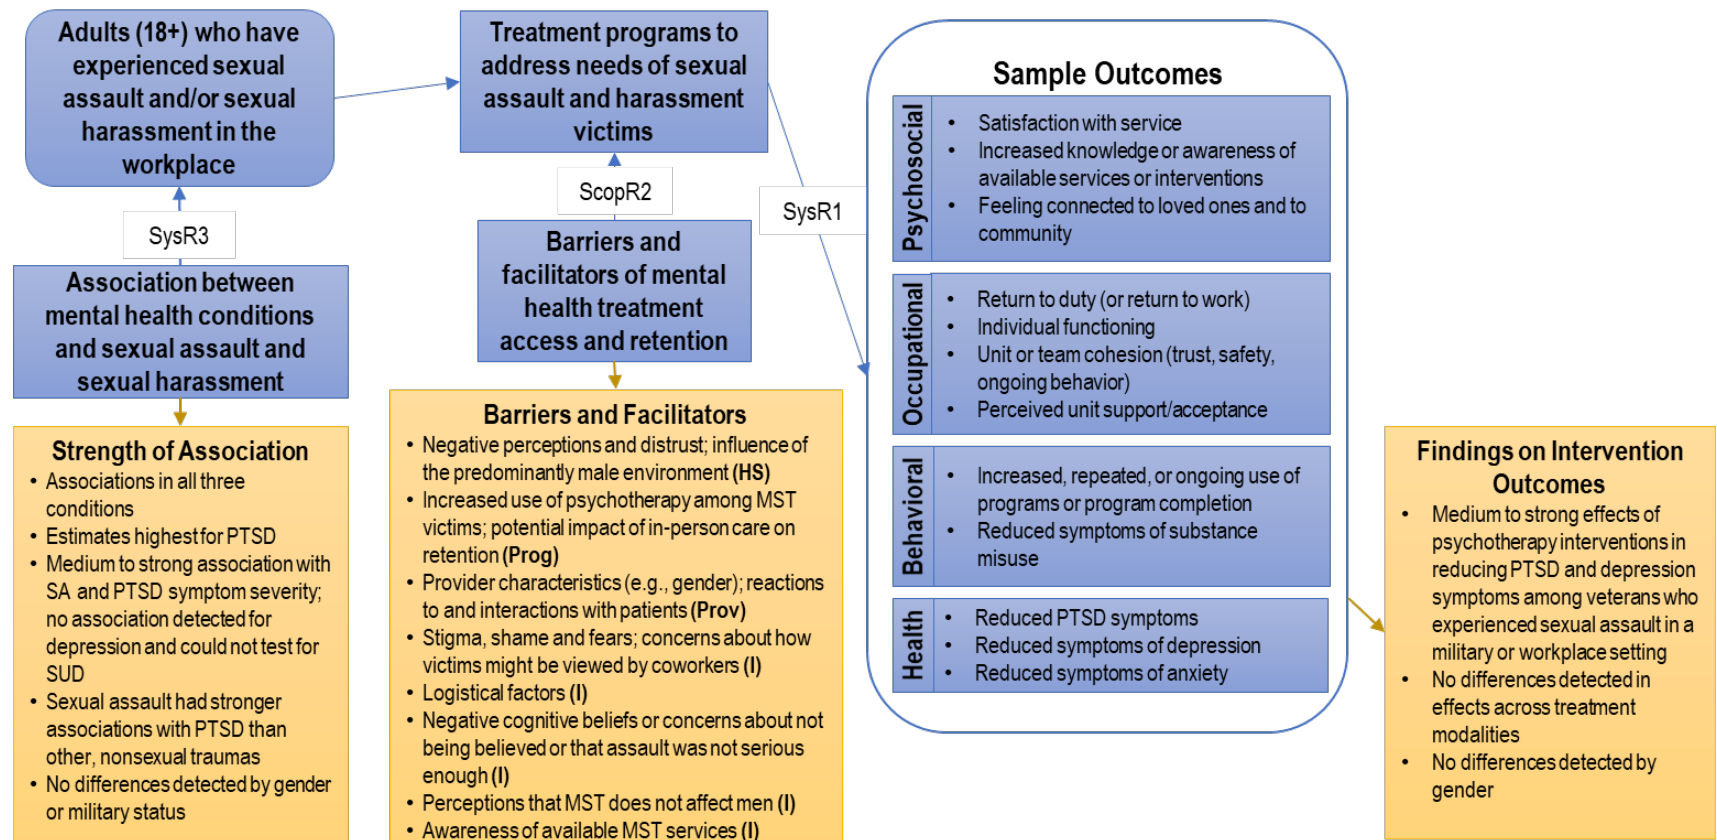 Adults (18+) who have
experienced sexual
assault and/or sexual
harassment in the
workplace
SysR3
Association between
mental health conditions
and sexual assault and
sexual harassment
Strength of Association
• Associations in all three
conditions
• Estimates highest for PTSD
• Medium to strong association with
SA and PTSD symptom severity;
no association detected for
depression and could not test for
SUD
• Sexual assault had stronger
associations with PTSD than
other, nonsexual traumas
• No differences detected by gender
or military status
Treatment programs to
address needs of sexual
assault and harassment
victims
ScopR2
Barriers and
facilitators of mental
health treatment
access and retention
Barriers and Facilitators
• Negative perceptions and distrust; influence of
the predominantly male environment (HS)
• Increased use of psychotherapy among MST
victims; potential impact of in-person care on
retention (Prog)
• Provider characteristics (e.g., gender); reactions
to and interactions with patients (Prov)
• Stigma, shame and fears; concerns about how
victims might be viewed by coworkers (I)
• Logistical factors (I)
• Negative cognitive beliefs or concerns about not
being believed or that assault was not serious
enough (I)
• Perceptions that MST does not affect men (I)
• Awareness of available MST services (I)
SysR1
Sample Outcomes
Psychosocial
• Satisfaction with service
• Increased knowledge or awareness of
available services or interventions
• Feeling connected to loved ones and to
community
Occupational
• Return to duty (or return to work)
• Individual functioning
• Unit or team cohesion (trust, safety,
ongoing behavior)
• Perceived unit support/acceptance
Behavioral
• Increased, repeated, or ongoing use of
programs or program completion
• Reduced symptoms of substance
misuse
Health
• Reduced PTSD symptoms
• Reduced symptoms of depression
• Reduced symptoms of anxiety
Findings on Intervention
Outcomes
• Medium to strong effects of
psychotherapy interventions in
reducing PTSD and depression
symptoms among veterans who
experienced sexual assault in a
military or workplace setting
• No differences detected in
effects across treatment
modalities
• No differences detected by
gender